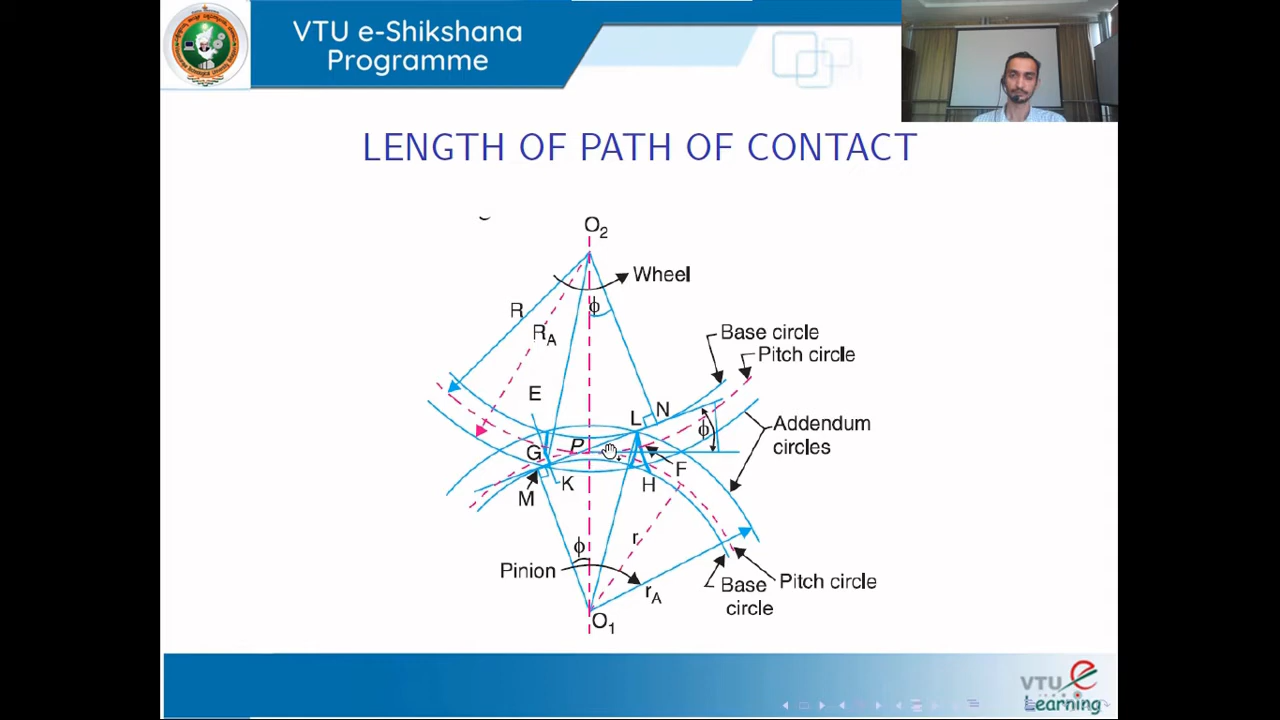 VTU e-Shikshana
Programme
LENGTH OF PATH OF CONTACT
O2
Wheel
ϕ
R
RA
Base circle
Pitch circle
E
N
L
ϕ
Addendum
circles
P
G
F
K
H
M
r
ϕ
Pinion
rA
Base
circle
Pitch circle
O1
VTU e
Learning